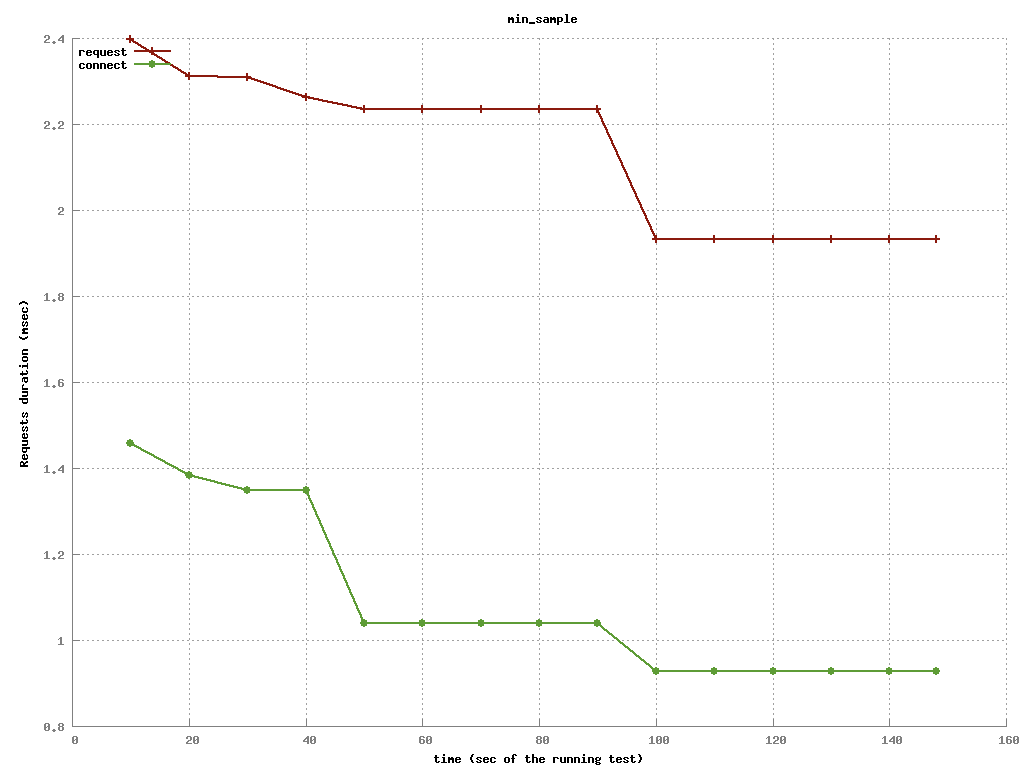 min_sample
request
connect
2.4
2.2
2
1.8
1.6
1.4
1.2
1
0.8
0 20 40 60 80 100 120 140 160
Requests duration (msec)
time (sec of the running test)